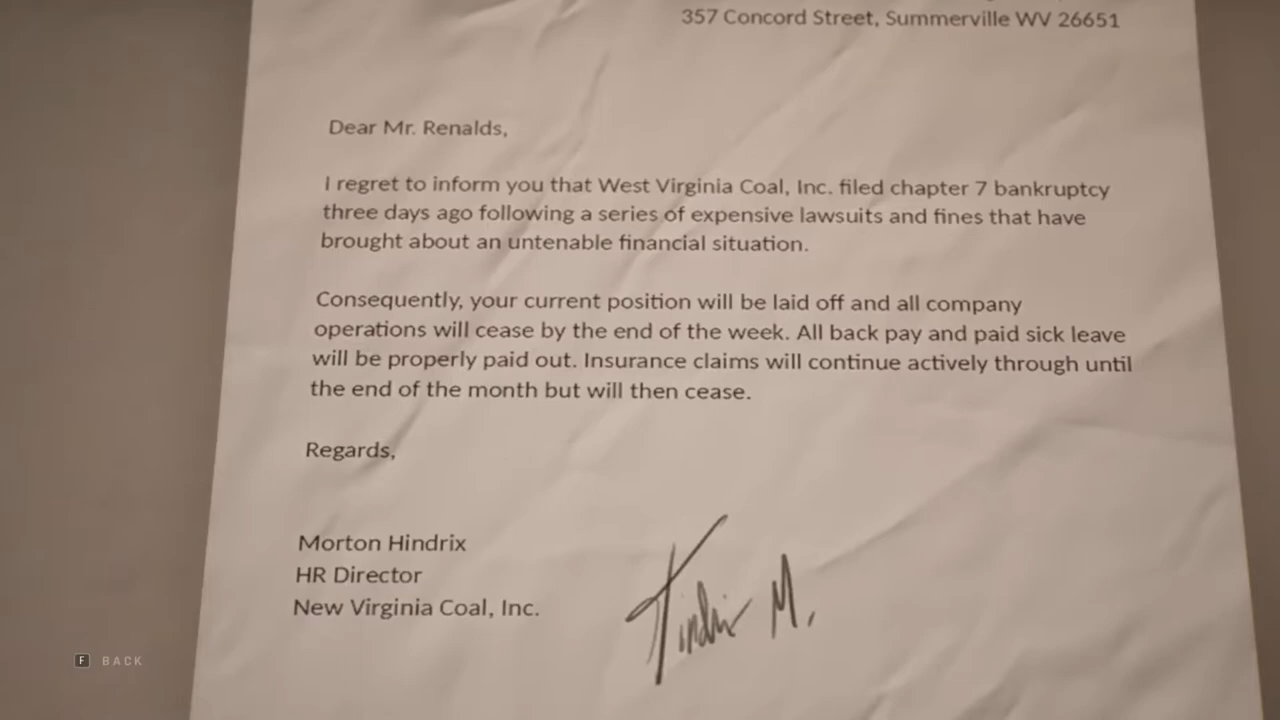 357 Concord Street, Summerville WV 26651
Dear Mr. Renalds,
I regret to inform you that West Virginia Coal, Inc. filed chapter 7 bankruptcy
three days ago following a series of expensive lawsuits and fines that have
brought about an untenable financial situation.
Consequently, your current position will be laid off and all company
operations will cease by the end of the week. All back pay and paid sick leave
will be properly paid out. Insurance claims will continue actively through until
the end of the month but will then cease.
Regards,
Morton Hindrix
HR Director
New Virginia Coal, Inc.
Hindrix M.
F BACK